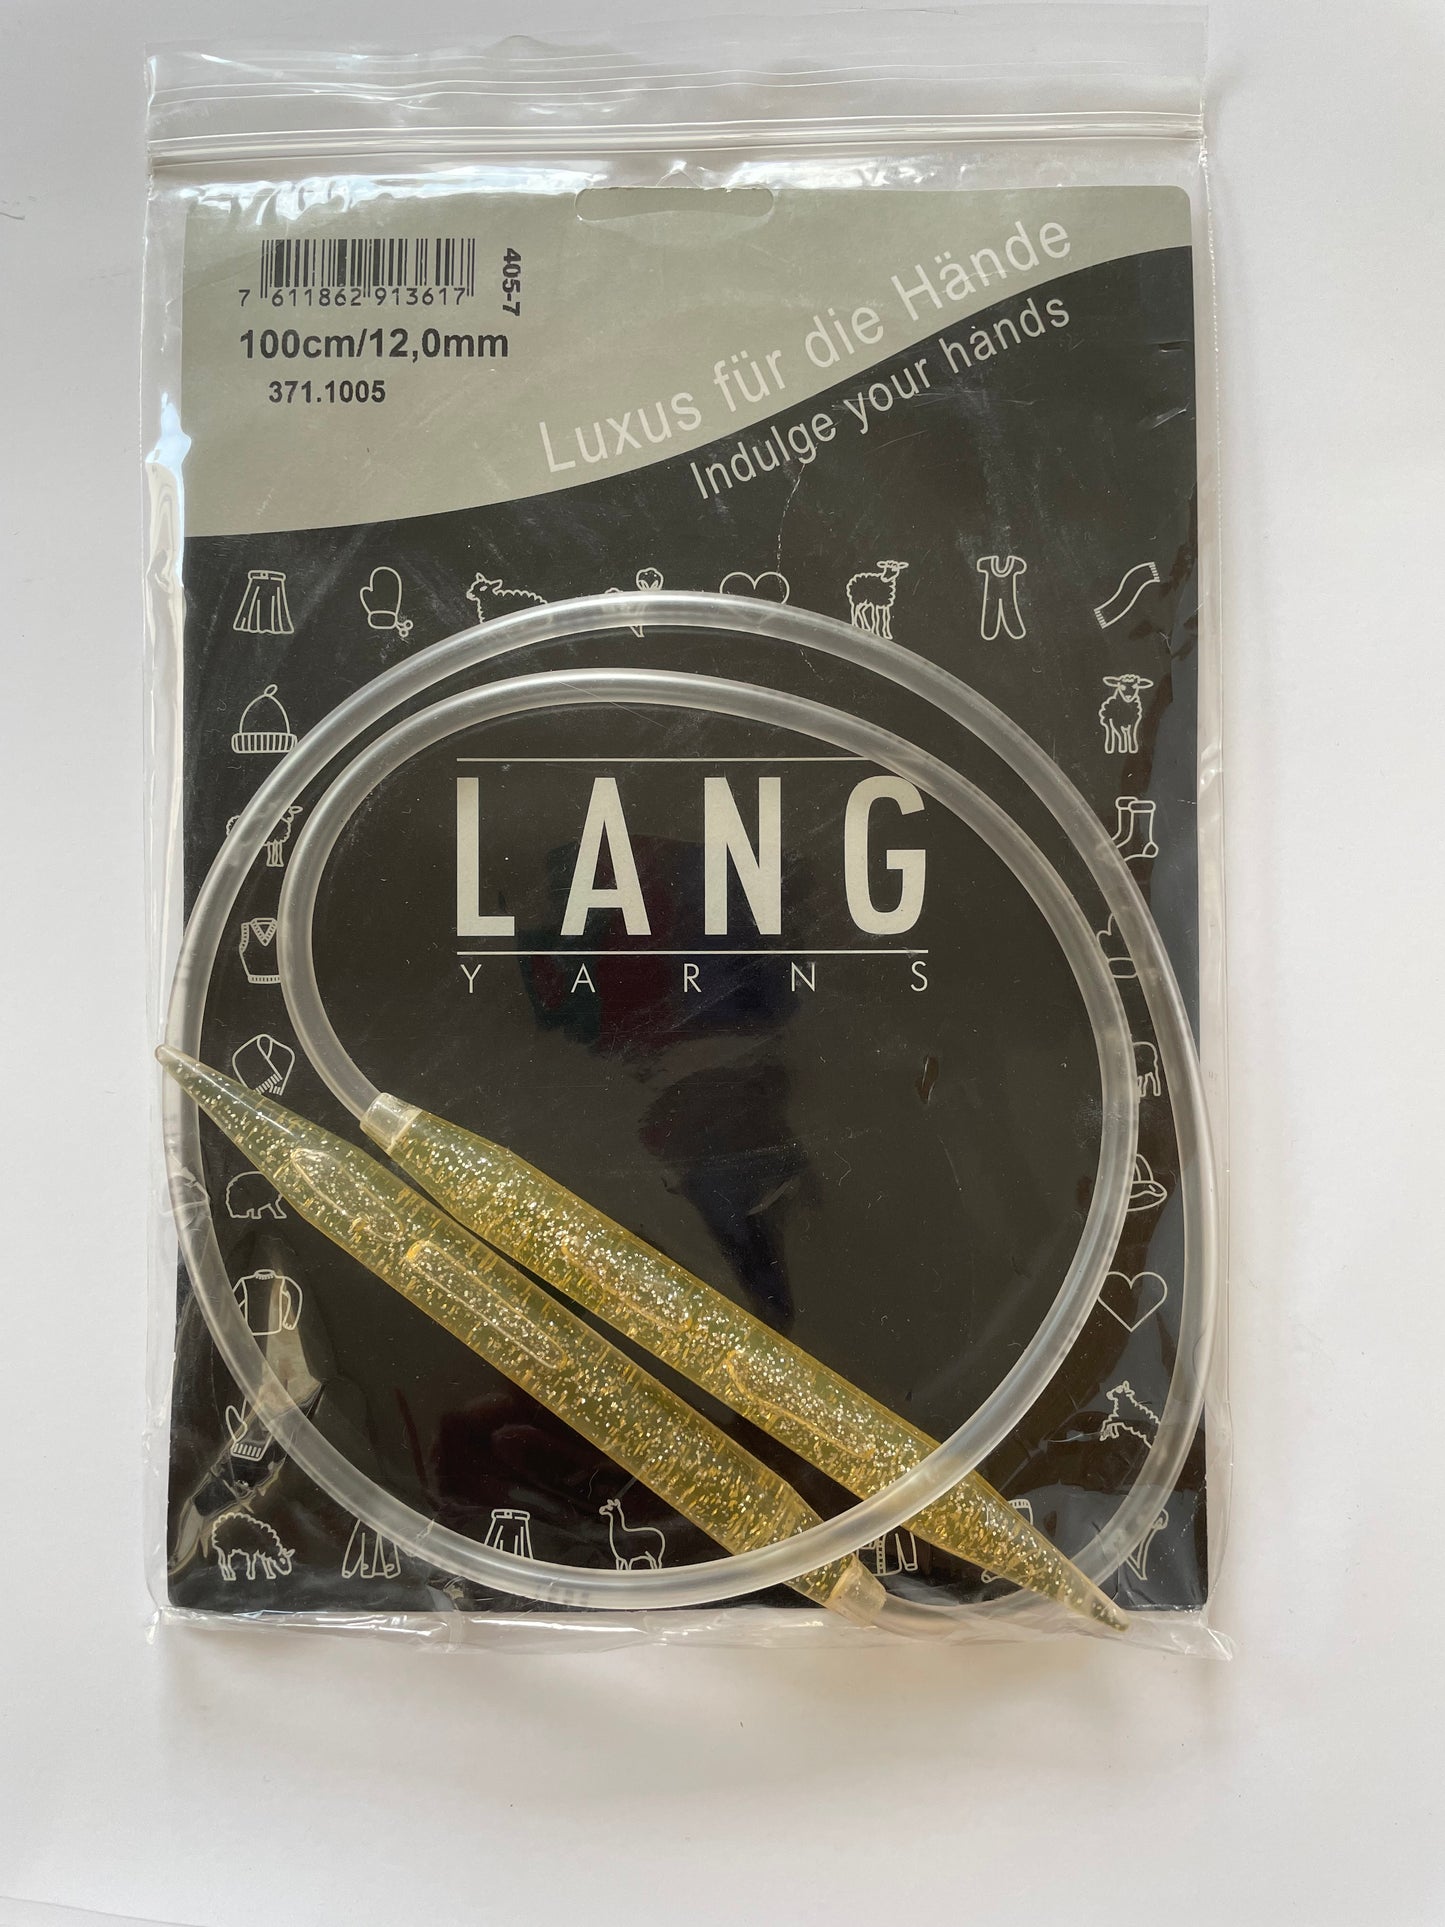 7 611862 913617
405-7
100cm/12,0mm
371.1005
Luxus für die Hände
Indulge your hands
LANG
YARNS